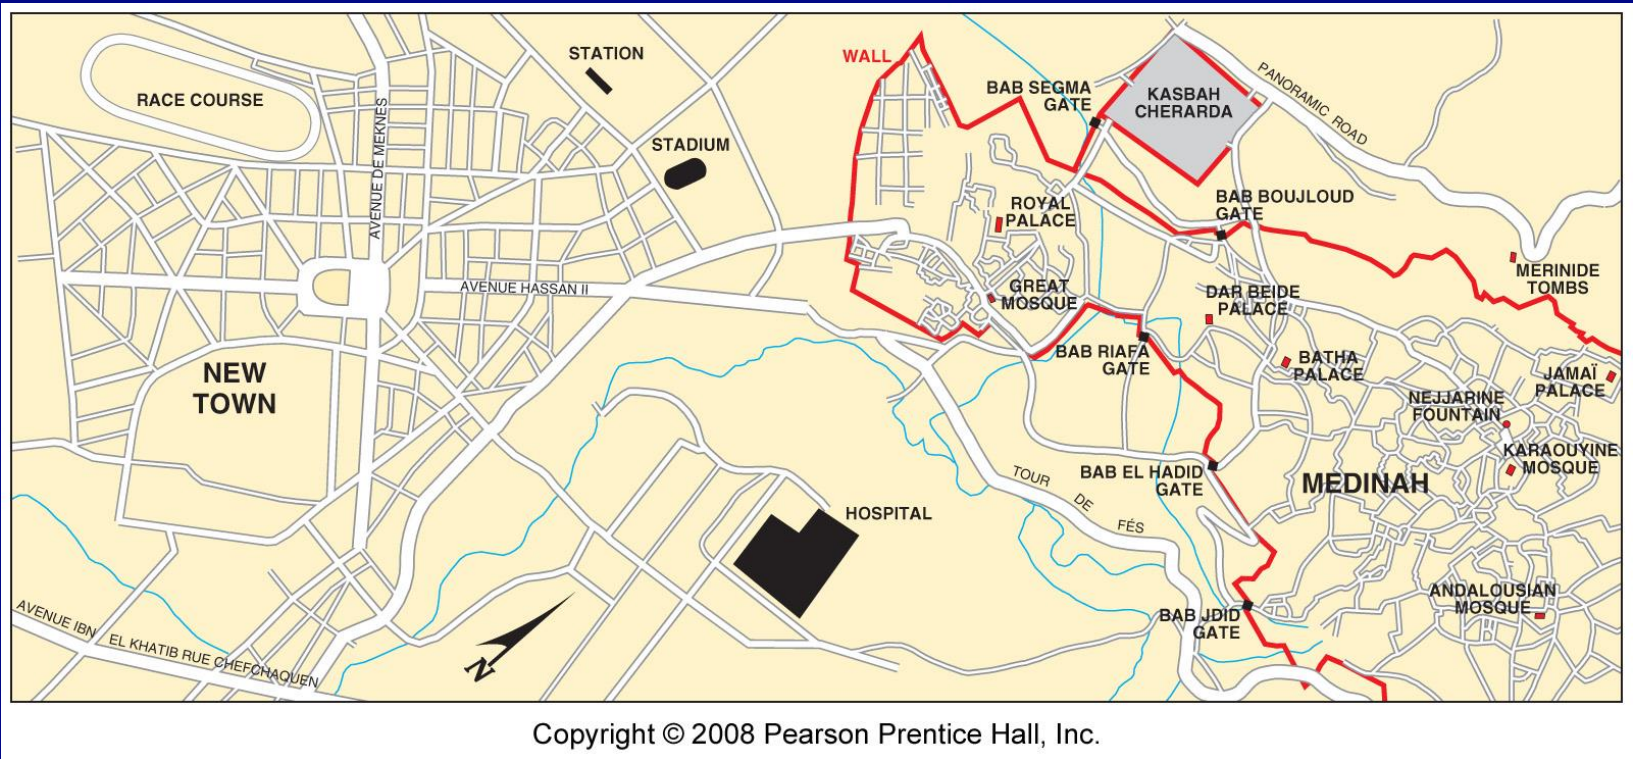 STATION
RACE COURSE
AVENUE DE MEKNES
STADIUM
WALL
BAB SEGMA
GATE
KASBAH
CHERARDA
PANORAMIC ROAD
ROYAL
PALACE
BAB BOUJLOUD
GATE
MERINIDE
TOMBS
AVENUE HASSAN II
GREAT
MOSQUE
DAR BEIDE
PALACE
NEW
TOWN
BAB RIAFA
GATE
BATHA
PALACE
JAMAÏ
PALACE
NEJJARINE
FOUNTAIN
KARAOUYINE
MOSQUE
BAB EL HADID
GATE
MEDINAH
TOUR DE FÉS
HOSPITAL
ANDALOUSIAN
MOSQUE
BAB JDID
GATE
AVENUE IBN EL KHATIB RUE CHEFCHAQUEN
N
Copyright © 2008 Pearson Prentice Hall, Inc.